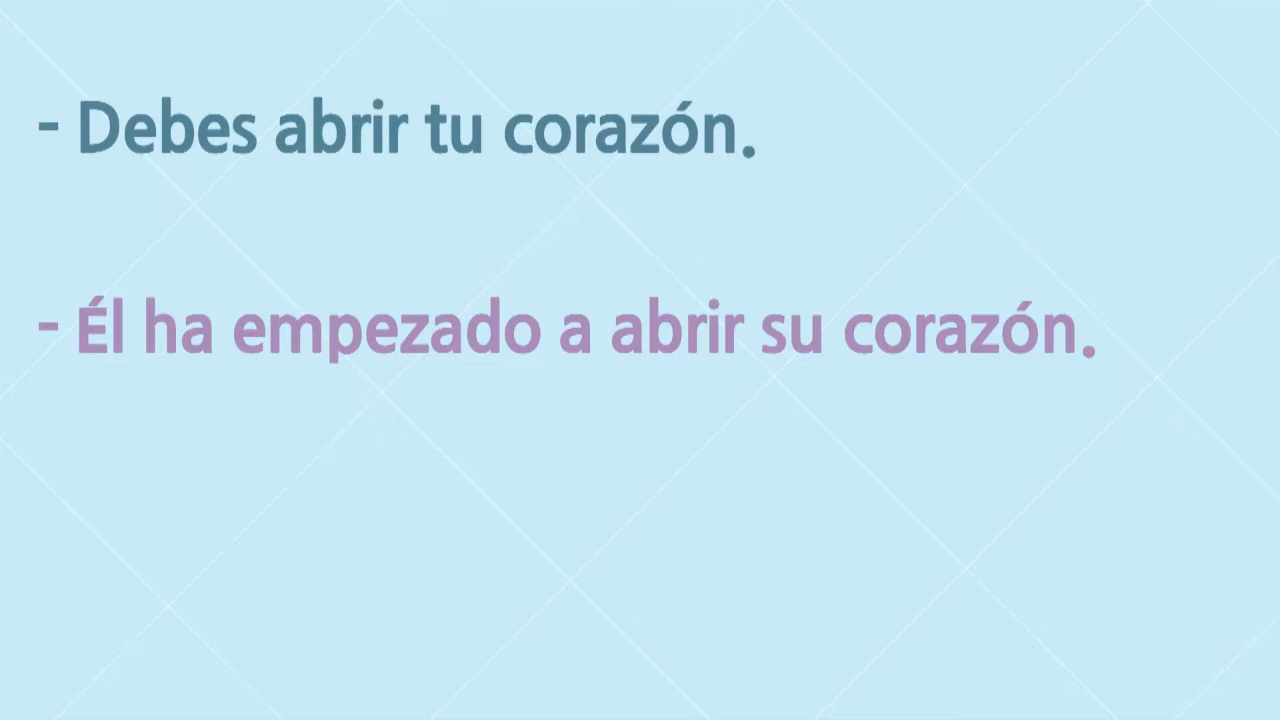 - Debes abrir tu corazón.
- Él ha empezado a abrir su corazón.